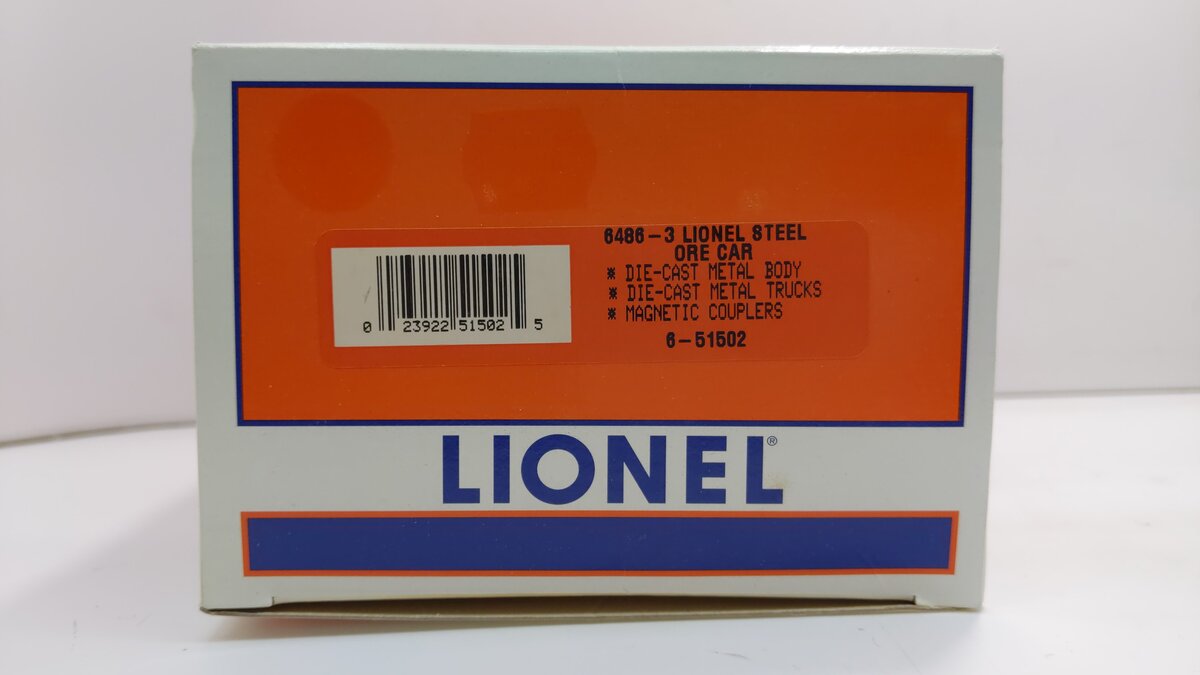 6486-3 LIONEL STEEL
ORE CAR
* DIE-CAST METAL BODY
* DIE-CAST METAL TRUCKS
* MAGNETIC COUPLERS
6-51502
0 23922 51502 5
LIONEL®